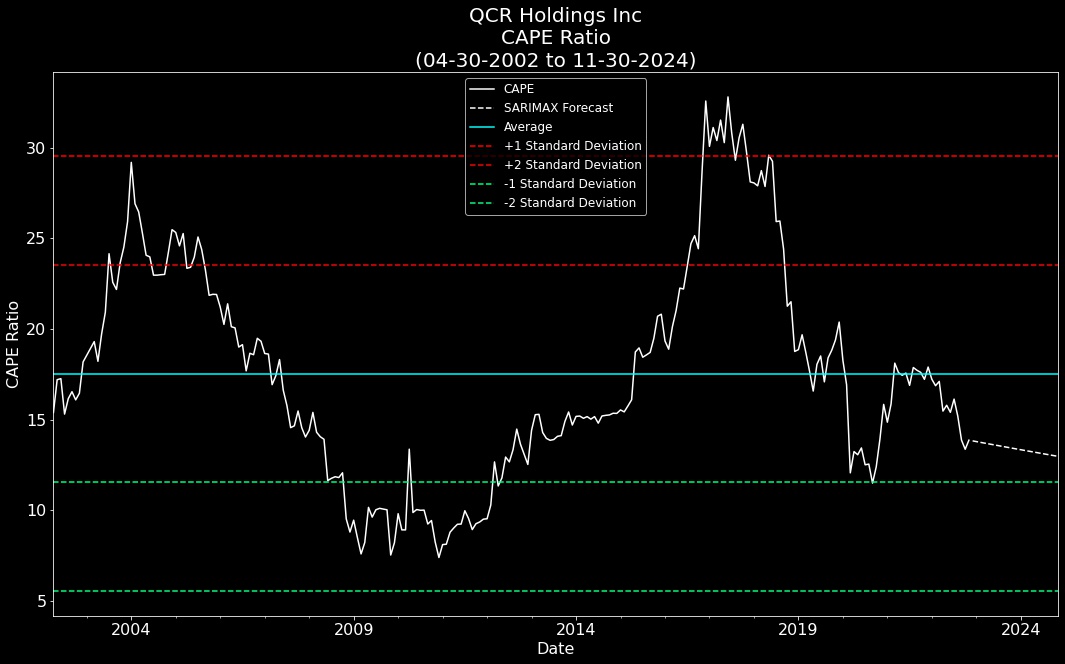 QCR Holdings Inc
CAPE Ratio
(04-30-2002 to 11-30-2024)
CAPE
SARIMAX Forecast
Average
+1 Standard Deviation
+2 Standard Deviation
-1 Standard Deviation
-2 Standard Deviation
CAPE Ratio
30
25
20
15
10
5
2004
2009
2014
2019
2024
Date